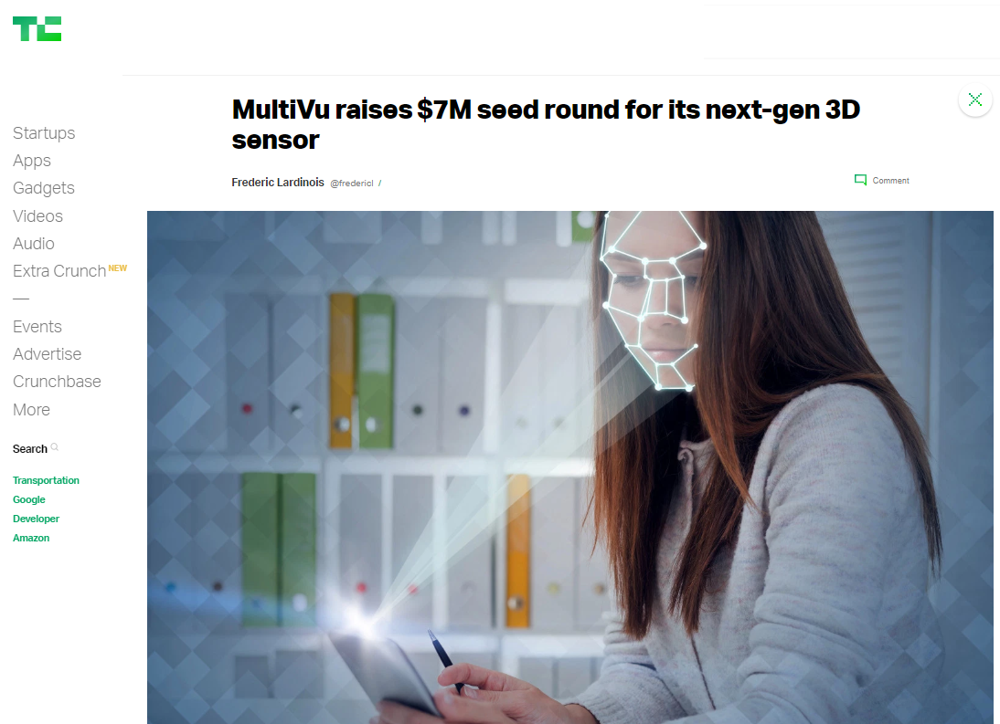 TC
MultiVu raises $7M seed round for its next-gen 3D
sensor
Frederic Lardinois @fredericl /
Comment
Startups
Apps
Gadgets
Videos
Audio
Extra Crunch NEW
—
Events
Advertise
Crunchbase
More
Search
Transportation
Google
Developer
Amazon